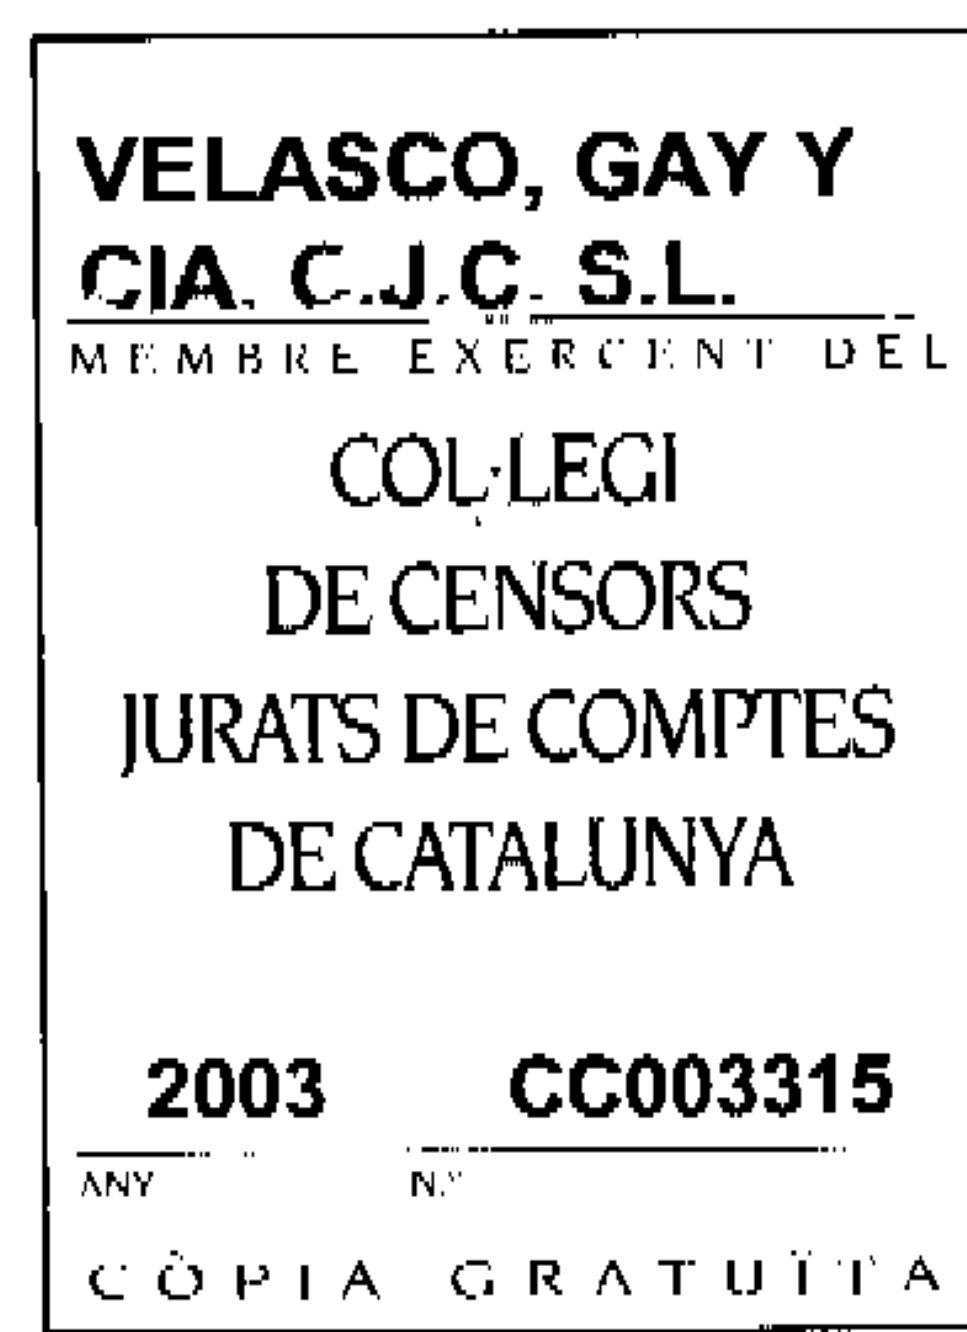 VELASCO, GAY Y
CIA. C.J.C. S.L.
MEMBRE EXERCENT DEL
COL·LEGI
DE CENSORS
JURATS DE COMPTES
DE CATALUNYA
2003 CC003315
ANY N.º
CÒPIA GRATUÏTA